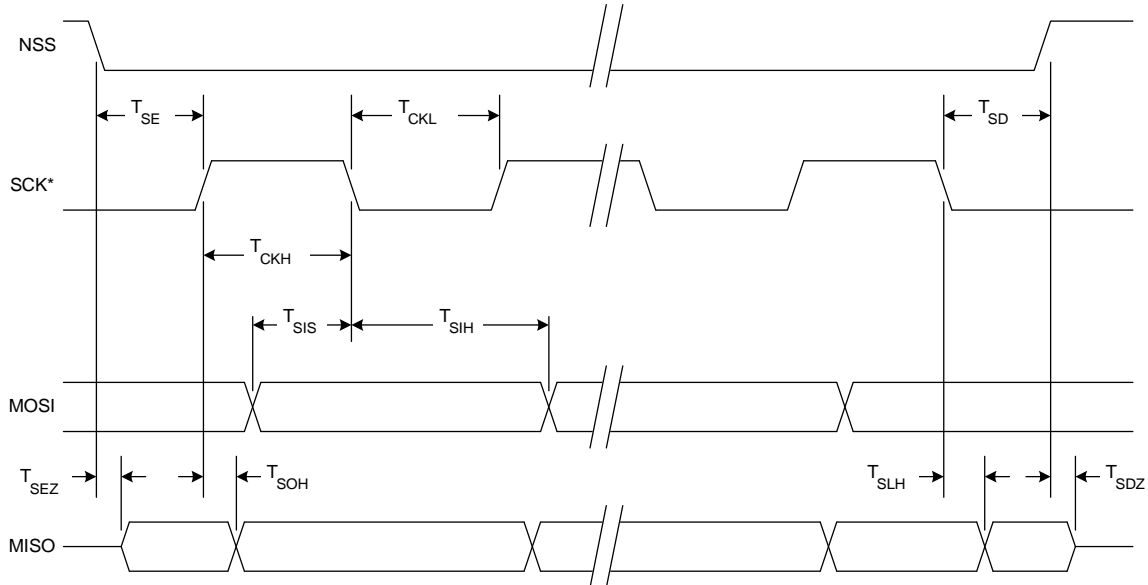 NSS
T_SE
T_CKL
T_SD
SCK*
T_CKH
T_SIS
T_SIH
MOSI
T_SEZ
T_SOH
T_SLH
T_SDZ
MISO